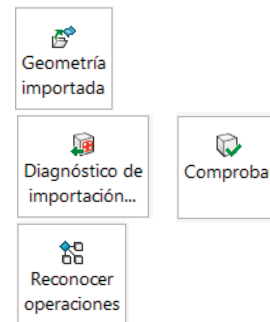 Geometría
importada
Diagnóstico de
importación...
Comproba
Reconocer
operaciones